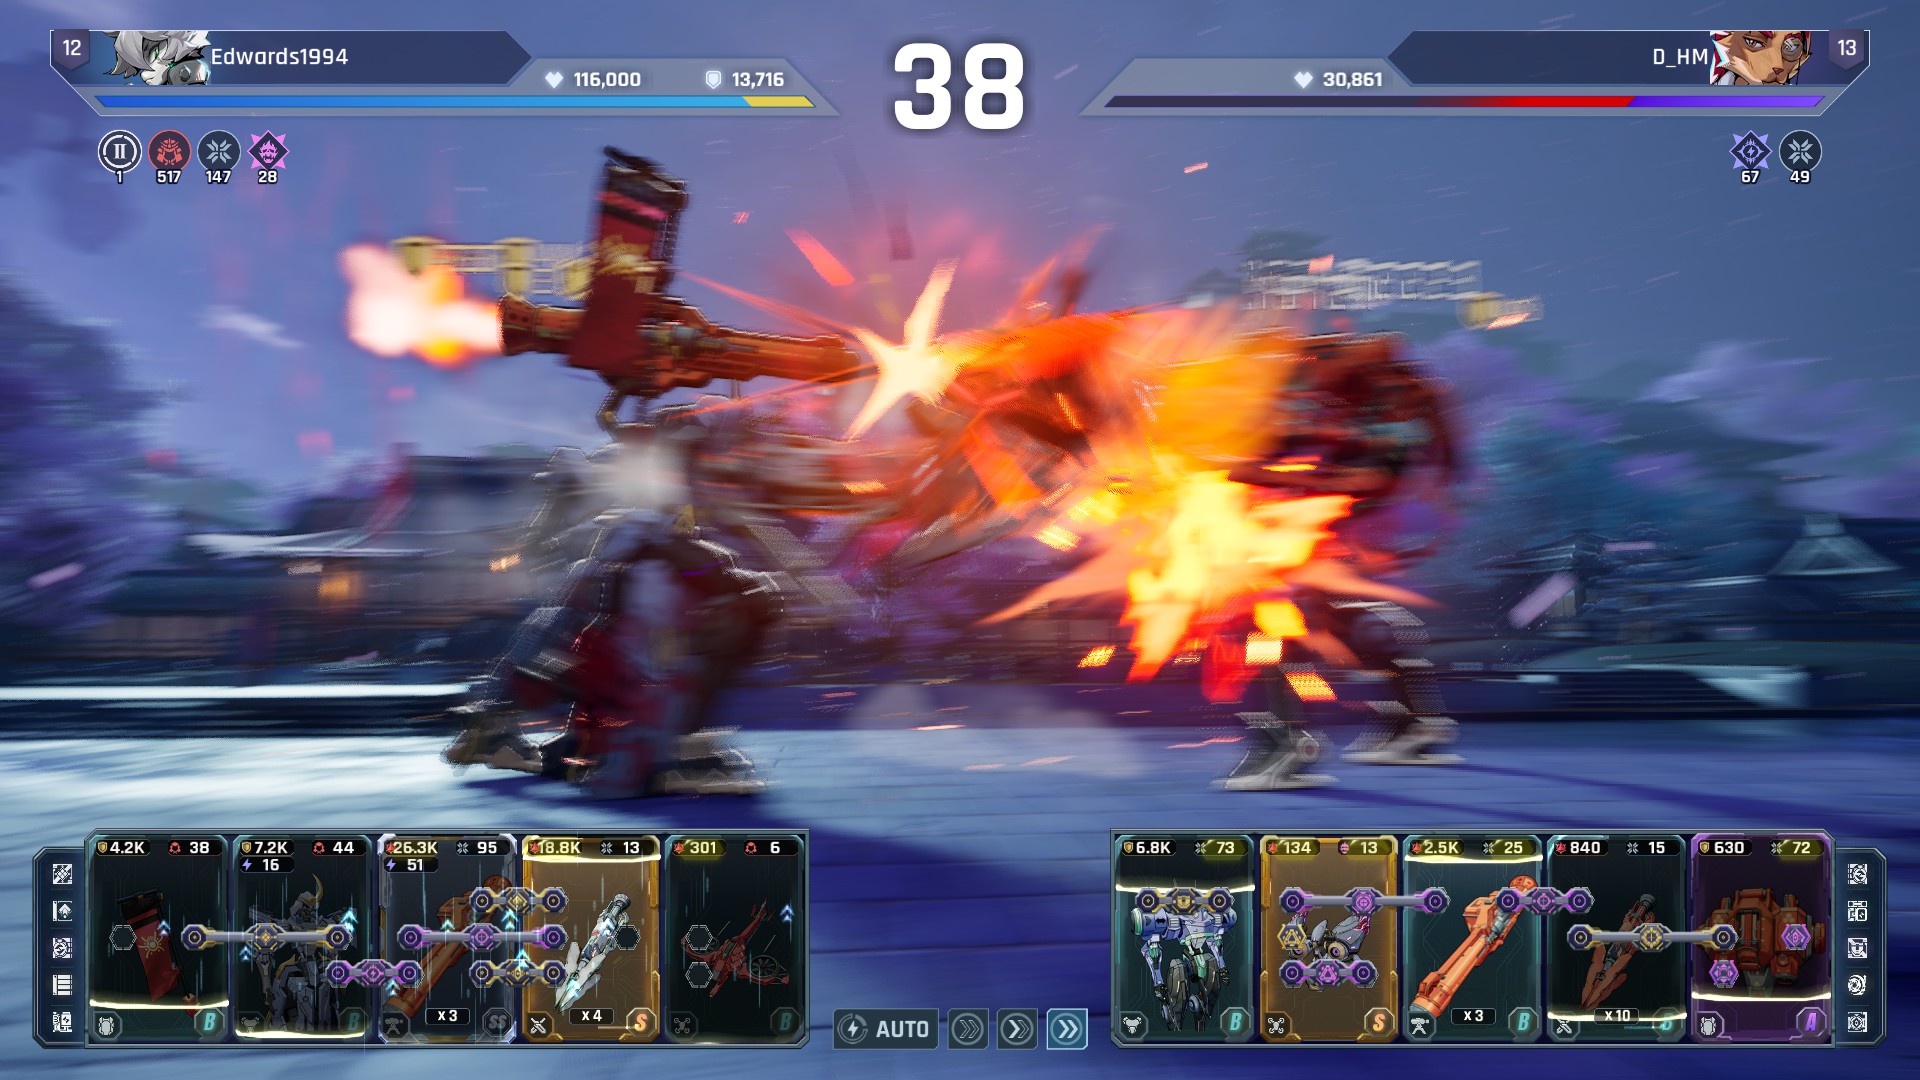 12
Edwards1994
116,000
13,716
38
30,861
D_HM
13
II
1
517
147
28
67
49
4.2K
38
B
7.2K
44
16
B
26.3K
95
51
x 3
SS
18.8K
13
x 4
S
301
6
B
AUTO
6.8K
73
B
134
13
S
2.5K
25
x 3
B
840
15
x 10
630
72
A